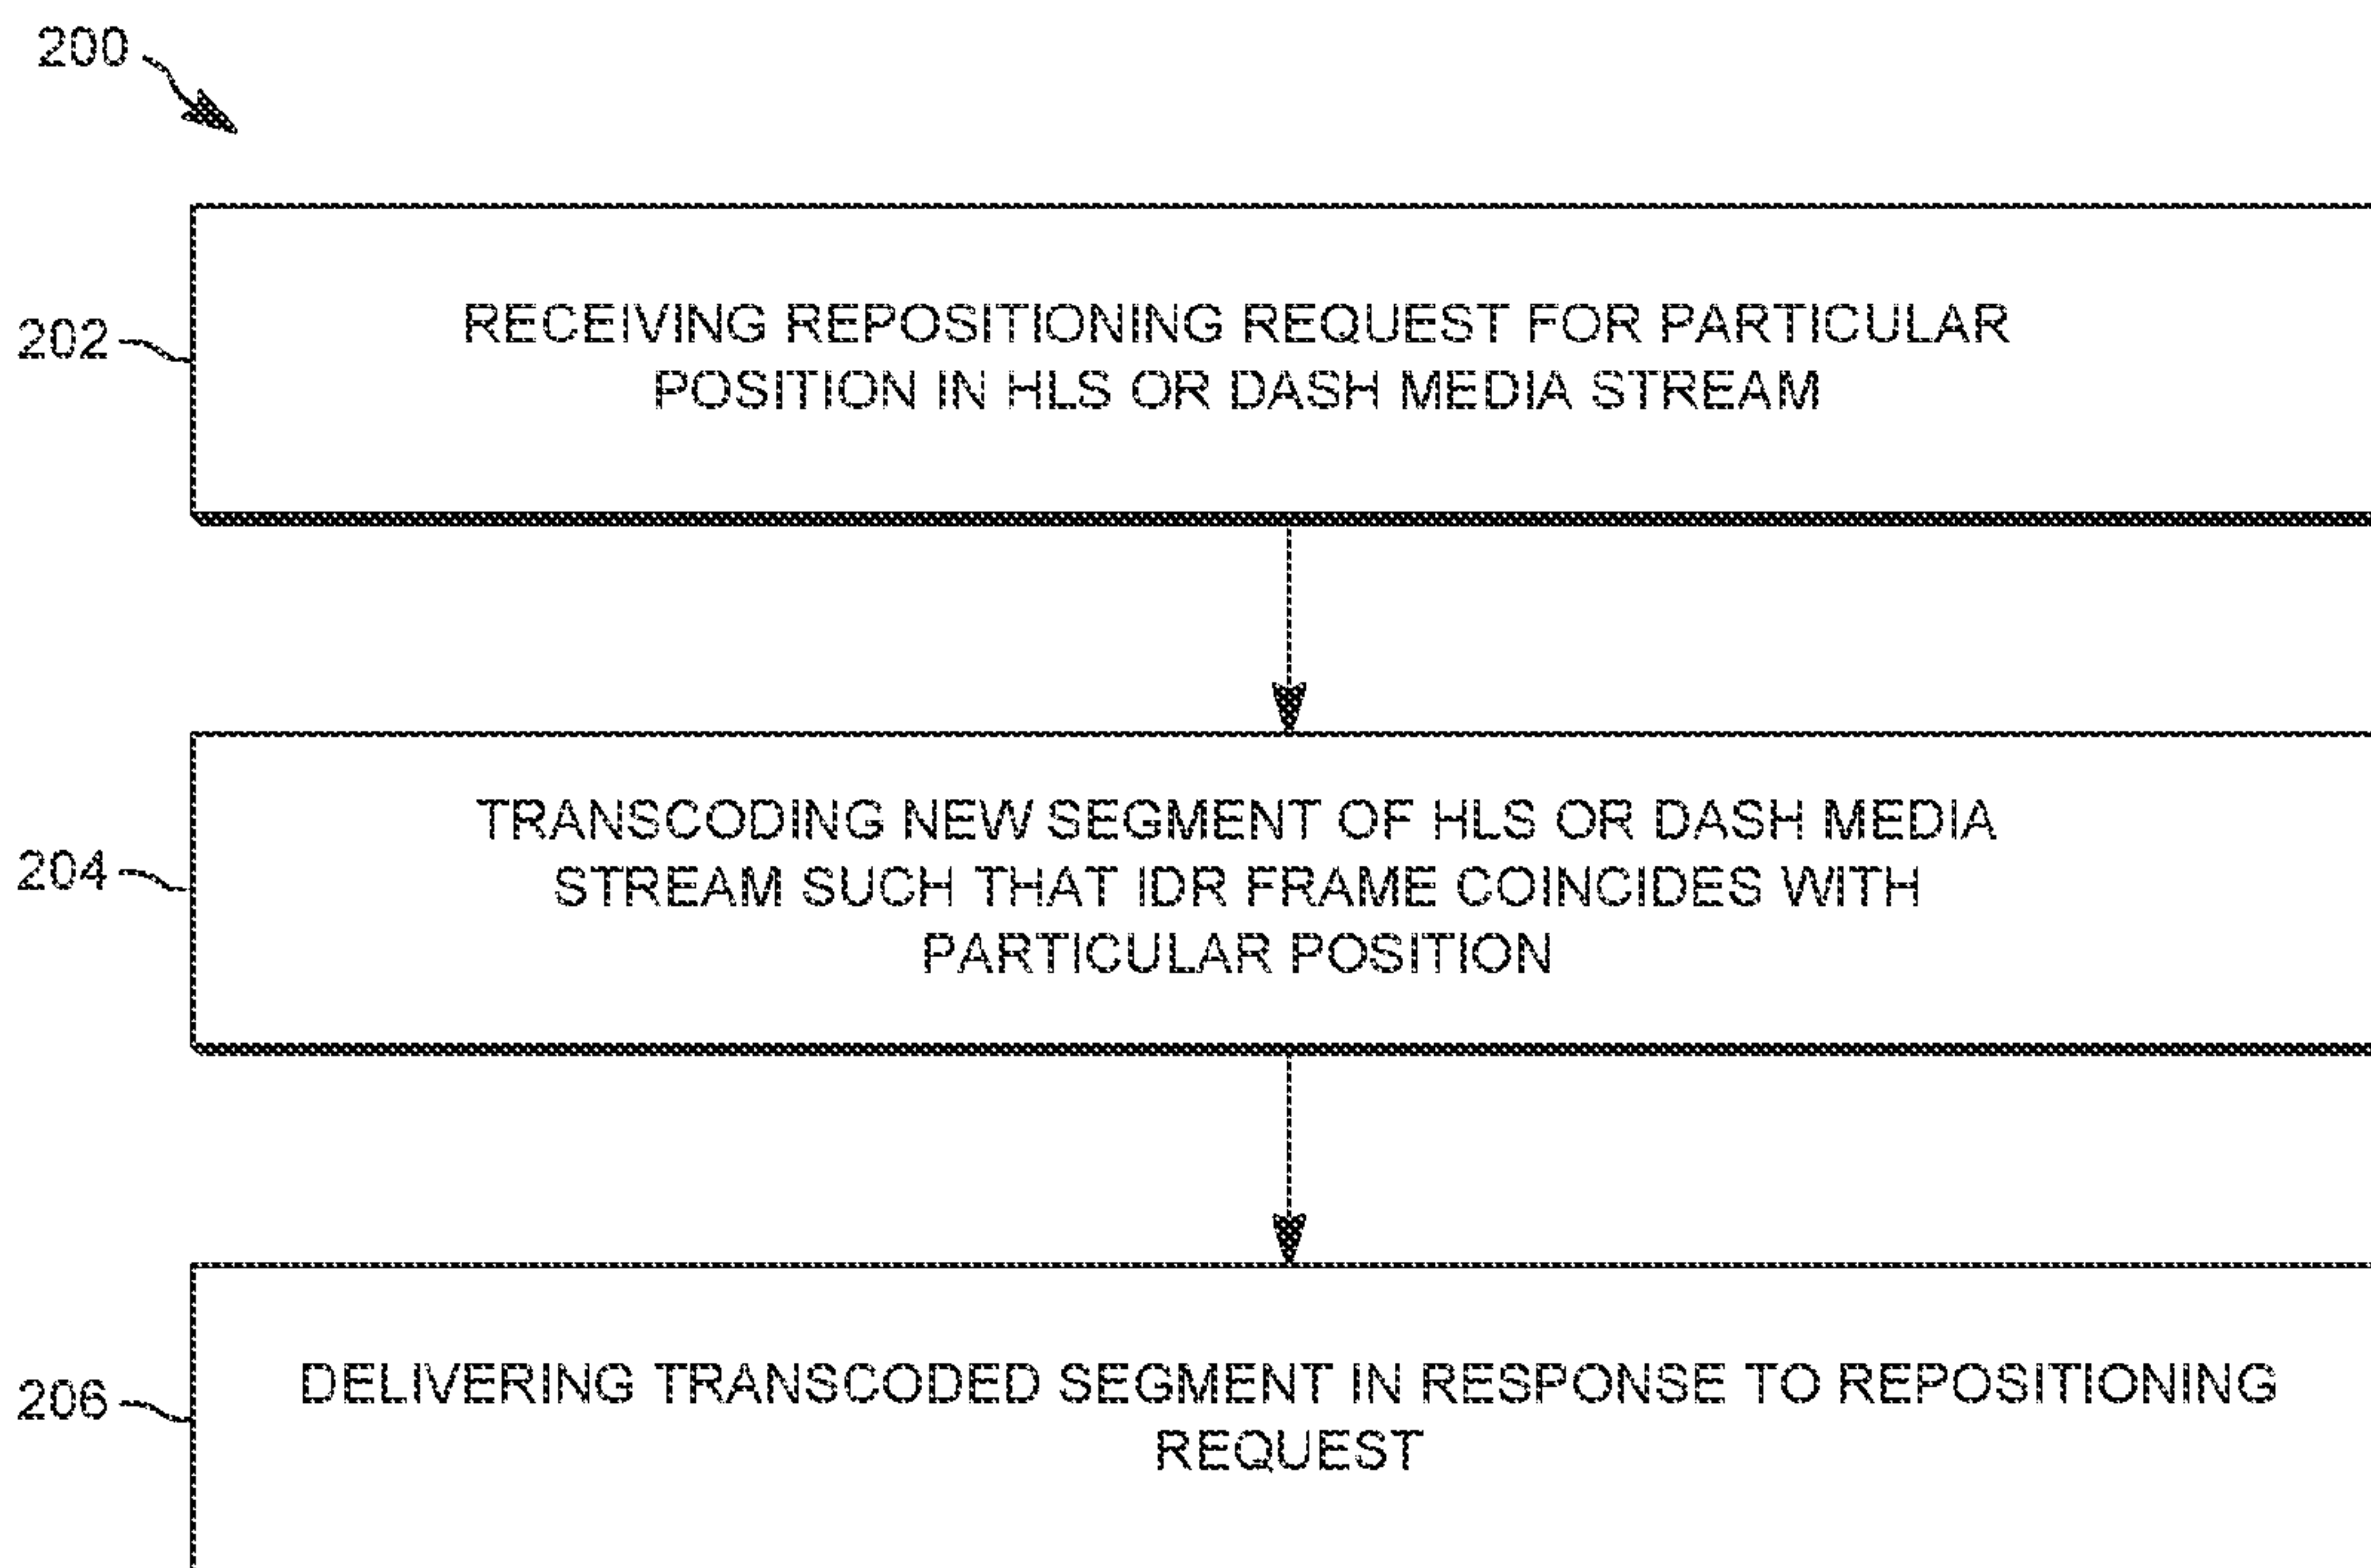 200
202
RECEIVING REPOSITIONING REQUEST FOR PARTICULAR
POSITION IN HLS OR DASH MEDIA STREAM
204
TRANSCODING NEW SEGMENT OF HLS OR DASH MEDIA
STREAM SUCH THAT IDR FRAME COINCIDES WITH
PARTICULAR POSITION
206
DELIVERING TRANSCODED SEGMENT IN RESPONSE TO REPOSITIONING
REQUEST